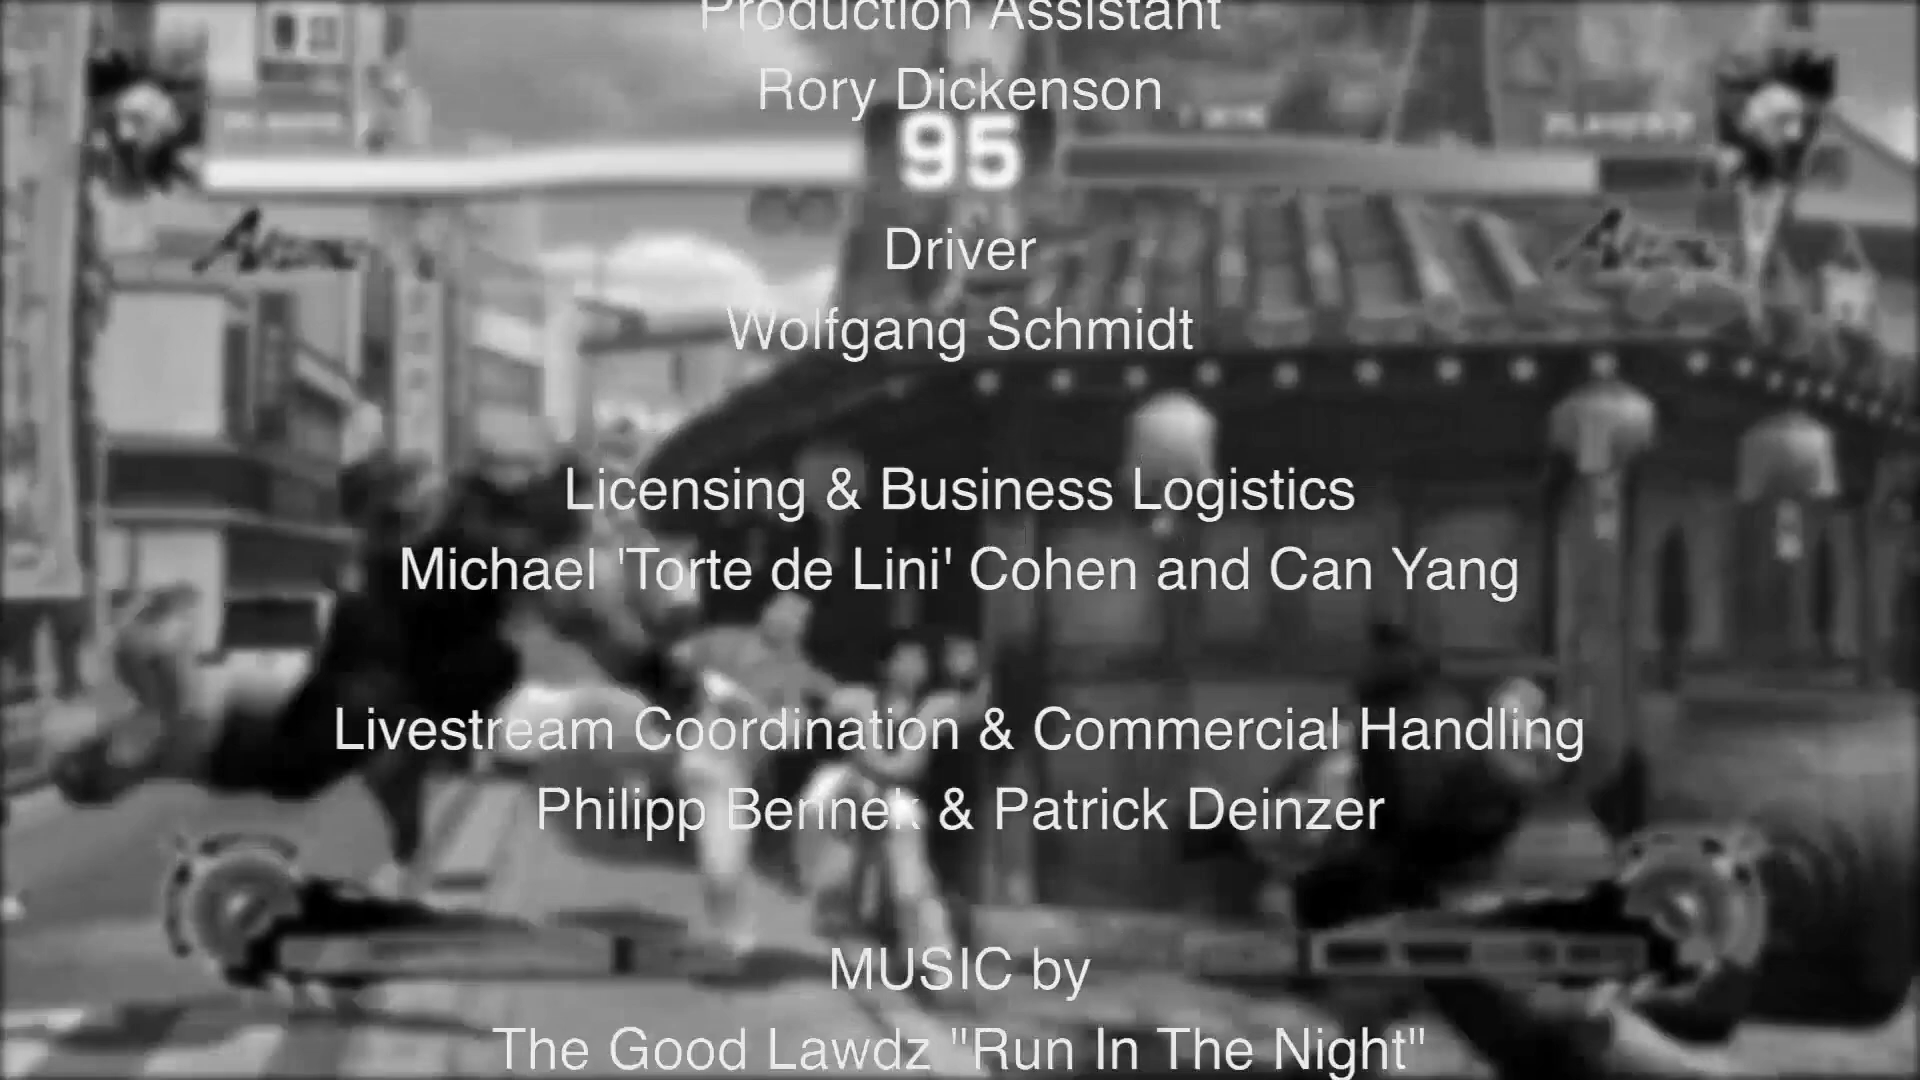 Production Assistant
Rory Dickenson
95
Driver
Wolfgang Schmidt
Licensing & Business Logistics
Michael 'Torte de Lini' Cohen and Can Yang
Livestream Coordination & Commercial Handling
Philipp Bennek & Patrick Deinzer
MUSIC by
The Good Lawdz "Run In The Night"